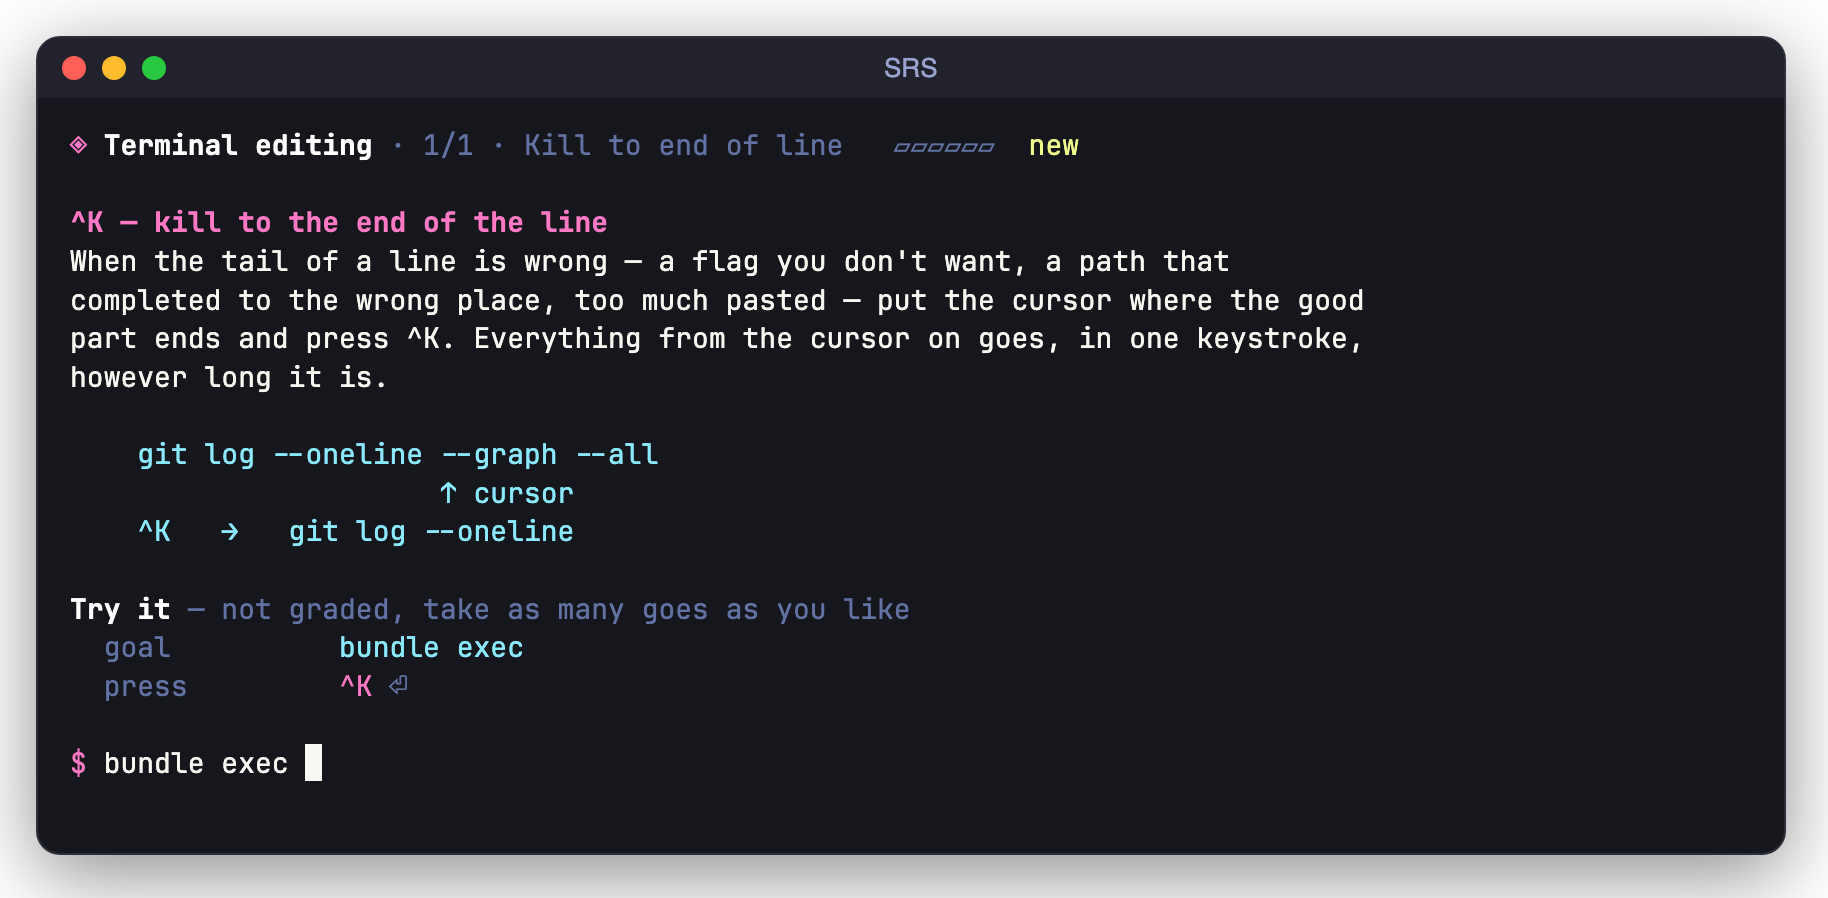 SRS
◈ Terminal editing · 1/1 · Kill to end of line ▱▱▱▱▱▱ new
^K — kill to the end of the line
When the tail of a line is wrong — a flag you don't want, a path that
completed to the wrong place, too much pasted — put the cursor where the good
part ends and press ^K. Everything from the cursor on goes, in one keystroke,
however long it is.
git log --oneline --graph --all
↑ cursor
^K → git log --oneline
Try it — not graded, take as many goes as you like
goal bundle exec
press ^K ⏎
$ bundle exec